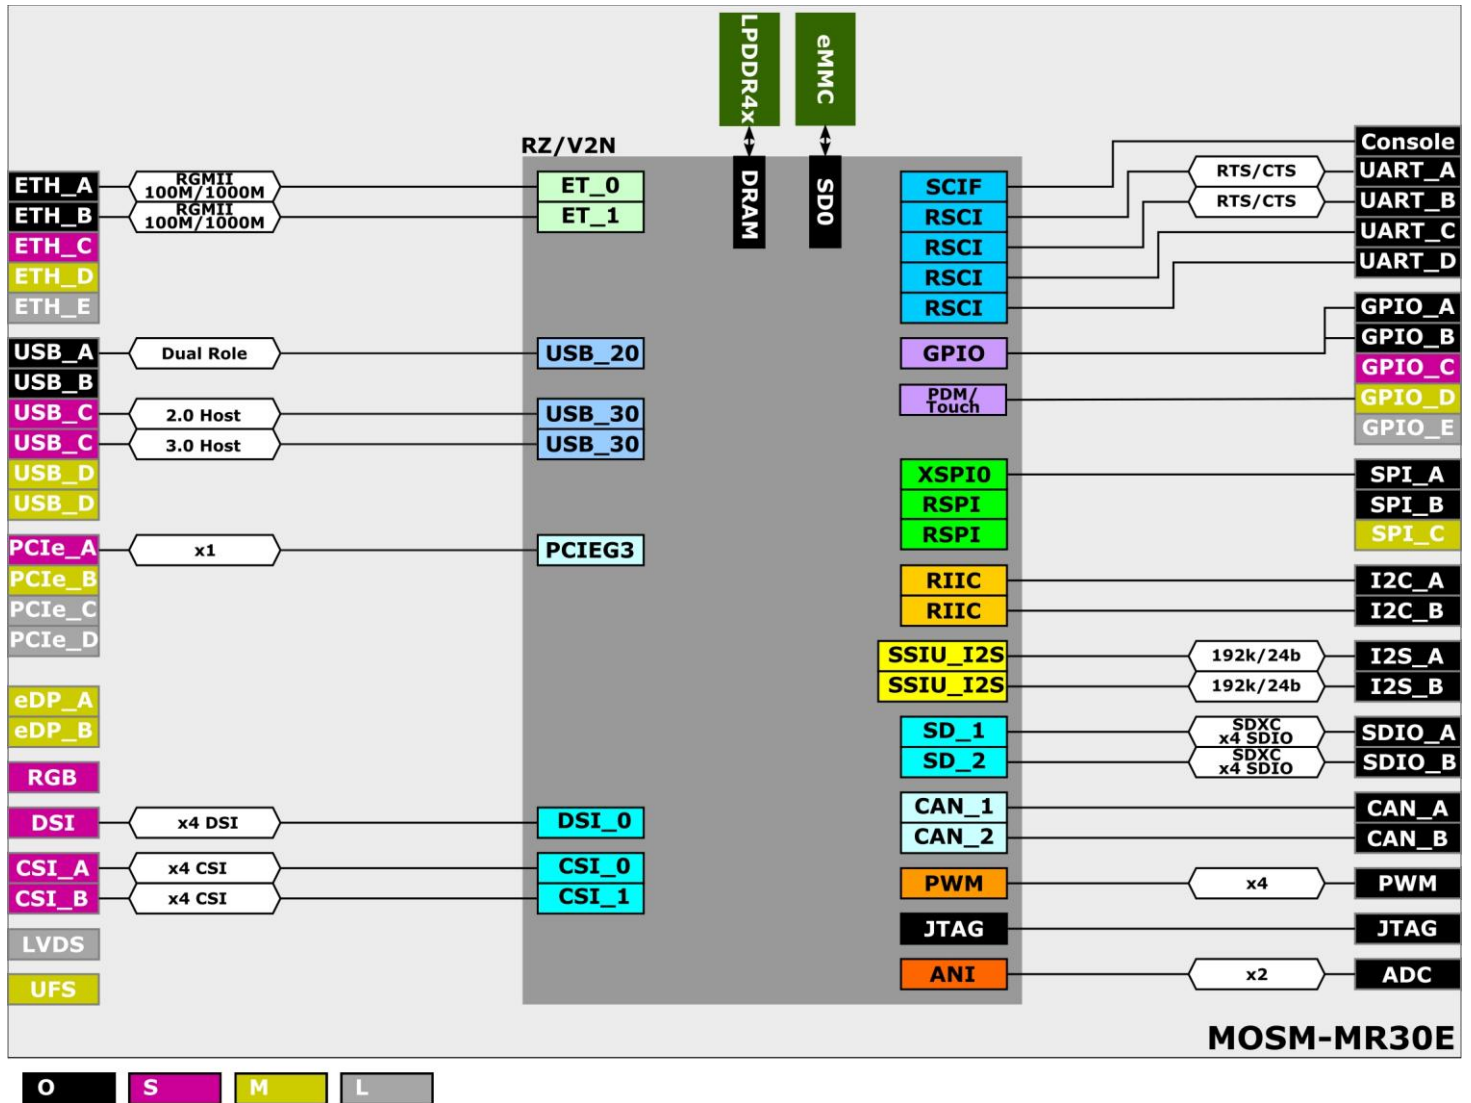 LPDDR4x
eMMC
RZ/V2N
DRAM
SD0
ETH_A
RGMII
100M/1000M
ET_0
ETH_B
RGMII
100M/1000M
ET_1
ETH_C
ETH_D
ETH_E
USB_A
Dual Role
USB_20
USB_B
USB_C
2.0 Host
USB_30
USB_C
3.0 Host
USB_30
USB_D
USB_D
PCIe_A
x1
PCIEG3
PCIe_B
PCIe_C
PCIe_D
eDP_A
eDP_B
RGB
DSI
x4 DSI
DSI_0
CSI_A
x4 CSI
CSI_0
CSI_B
x4 CSI
CSI_1
LVDS
UFS
SCIF
Console
RSCI
RTS/CTS
UART_A
RSCI
RTS/CTS
UART_B
RSCI
UART_C
RSCI
UART_D
GPIO
GPIO_A
GPIO_B
GPIO_C
PDM/
Touch
GPIO_D
GPIO_E
XSPI0
SPI_A
RSPI
SPI_B
RSPI
SPI_C
RIIC
I2C_A
RIIC
I2C_B
SSIU_I2S
192k/24b
I2S_A
SSIU_I2S
192k/24b
I2S_B
SD_1
SDXC
x4 SDIO
SDIO_A
SD_2
SDXC
x4 SDIO
SDIO_B
CAN_1
CAN_A
CAN_2
CAN_B
PWM
x4
PWM
JTAG
JTAG
ANI
x2
ADC
MOSM-MR30E
O
S
M
L